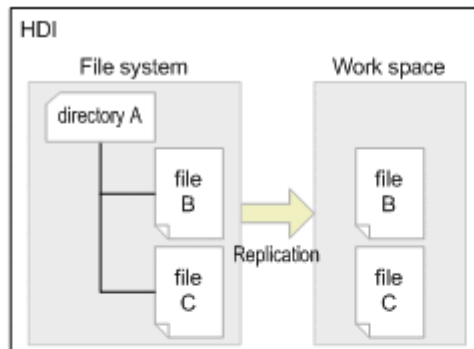 HDI
File system
Work space
directory A
file
B
file
B
Replication
file
C
file
C